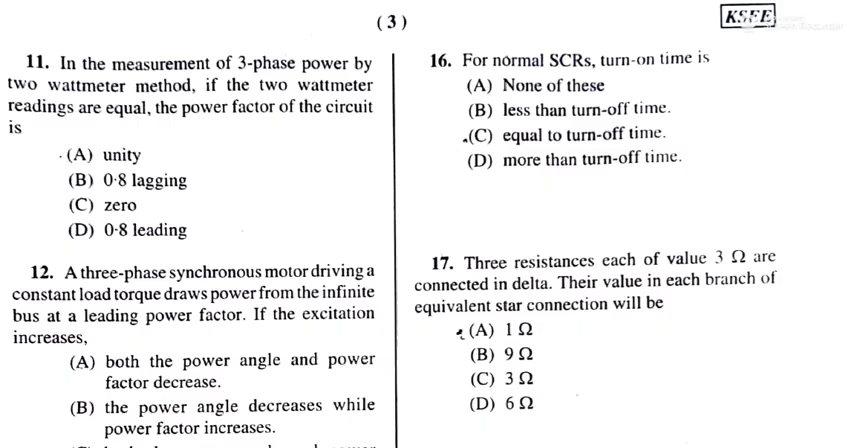 ( 3 )
KSEE
11. In the measurement of 3-phase power by
two wattmeter method, if the two wattmeter
readings are equal, the power factor of the circuit
is
(A) unity
(B) 0·8 lagging
(C) zero
(D) 0·8 leading
12. A three-phase synchronous motor driving a
constant load torque draws power from the infinite
bus at a leading power factor. If the excitation
increases,
(A) both the power angle and power
factor decrease.
(B) the power angle decreases while
power factor increases.
16. For normal SCRs, turn-on time is
(A) None of these
(B) less than turn-off time.
(C) equal to turn-off time.
(D) more than turn-off time.
17. Three resistances each of value 3 Ω are
connected in delta. Their value in each branch of
equivalent star connection will be
(A) 1 Ω
(B) 9 Ω
(C) 3 Ω
(D) 6 Ω